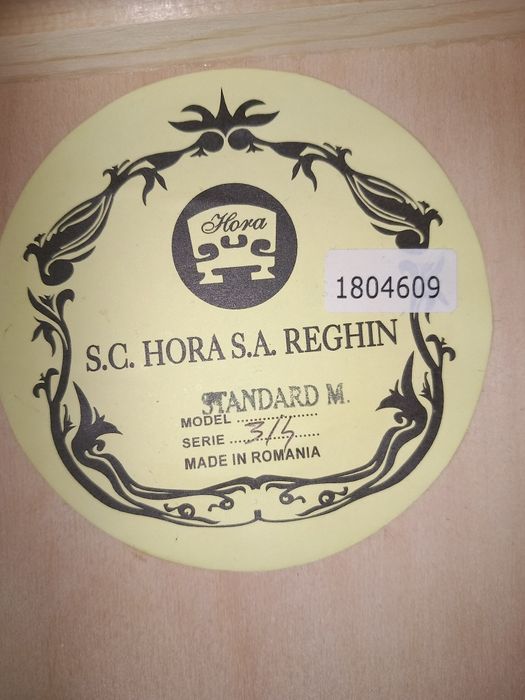 Hora
1804609
S.C. HORA S.A. REGHIN
STANDARD M.
MODEL ....................
SERIE ...3/4...............
MADE IN ROMANIA